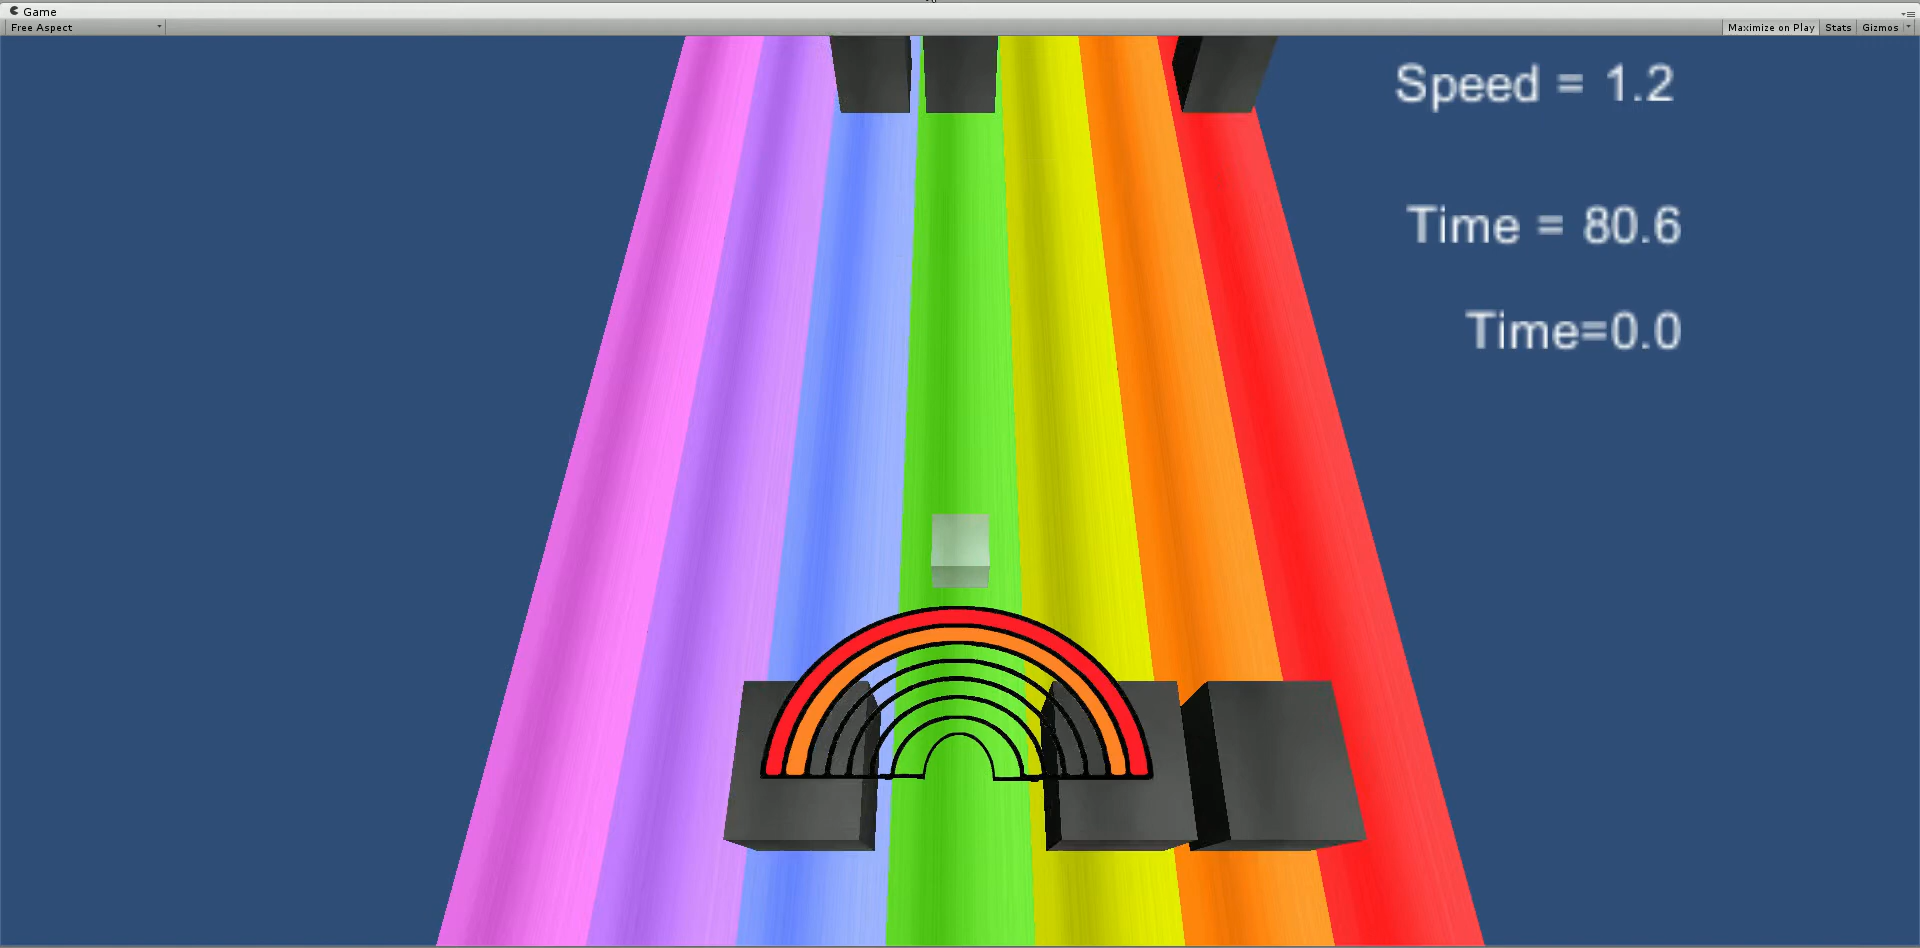 Game
Free Aspect
Maximize on Play Stats Gizmos
Speed = 1.2
Time = 80.6
Time=0.0